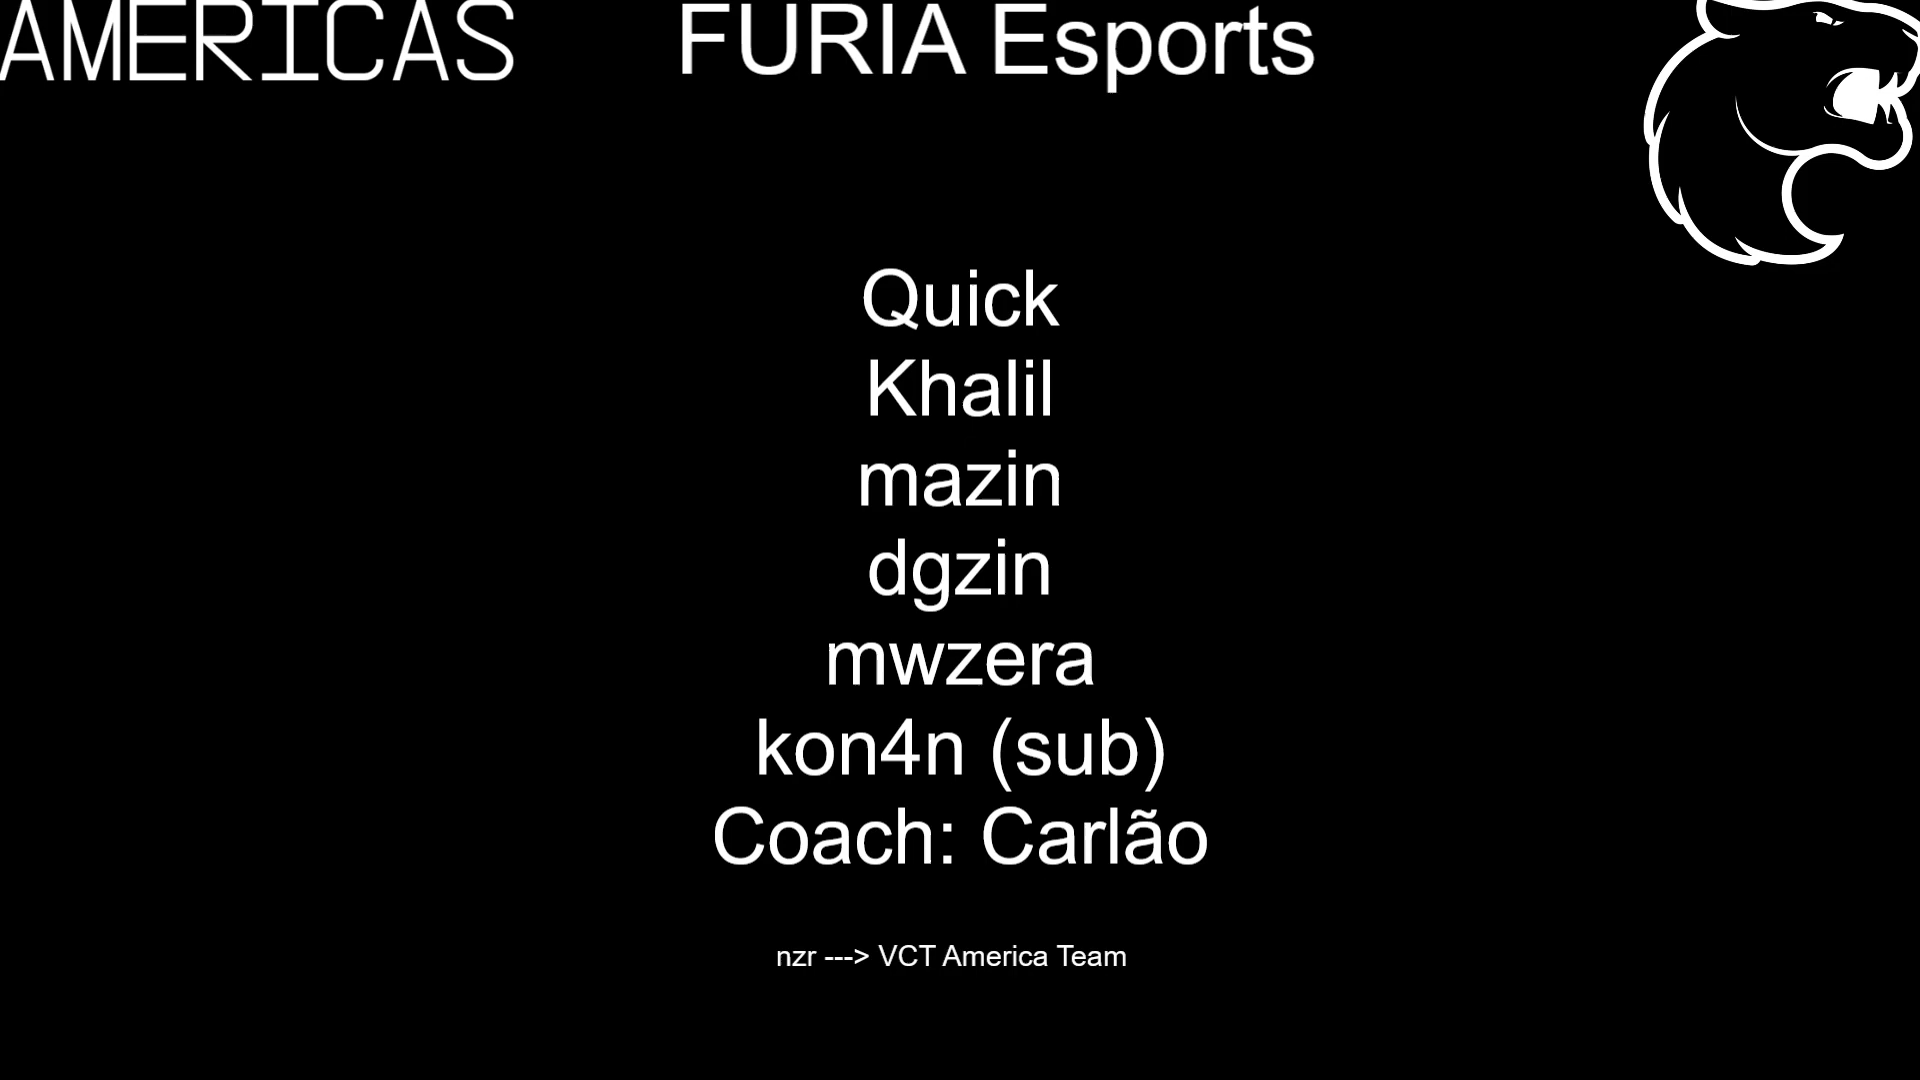 AMERICAS
FURIA Esports
Quick
Khalil
mazin
dgzin
mwzera
kon4n (sub)
Coach: Carlão
nzr ---> VCT America Team